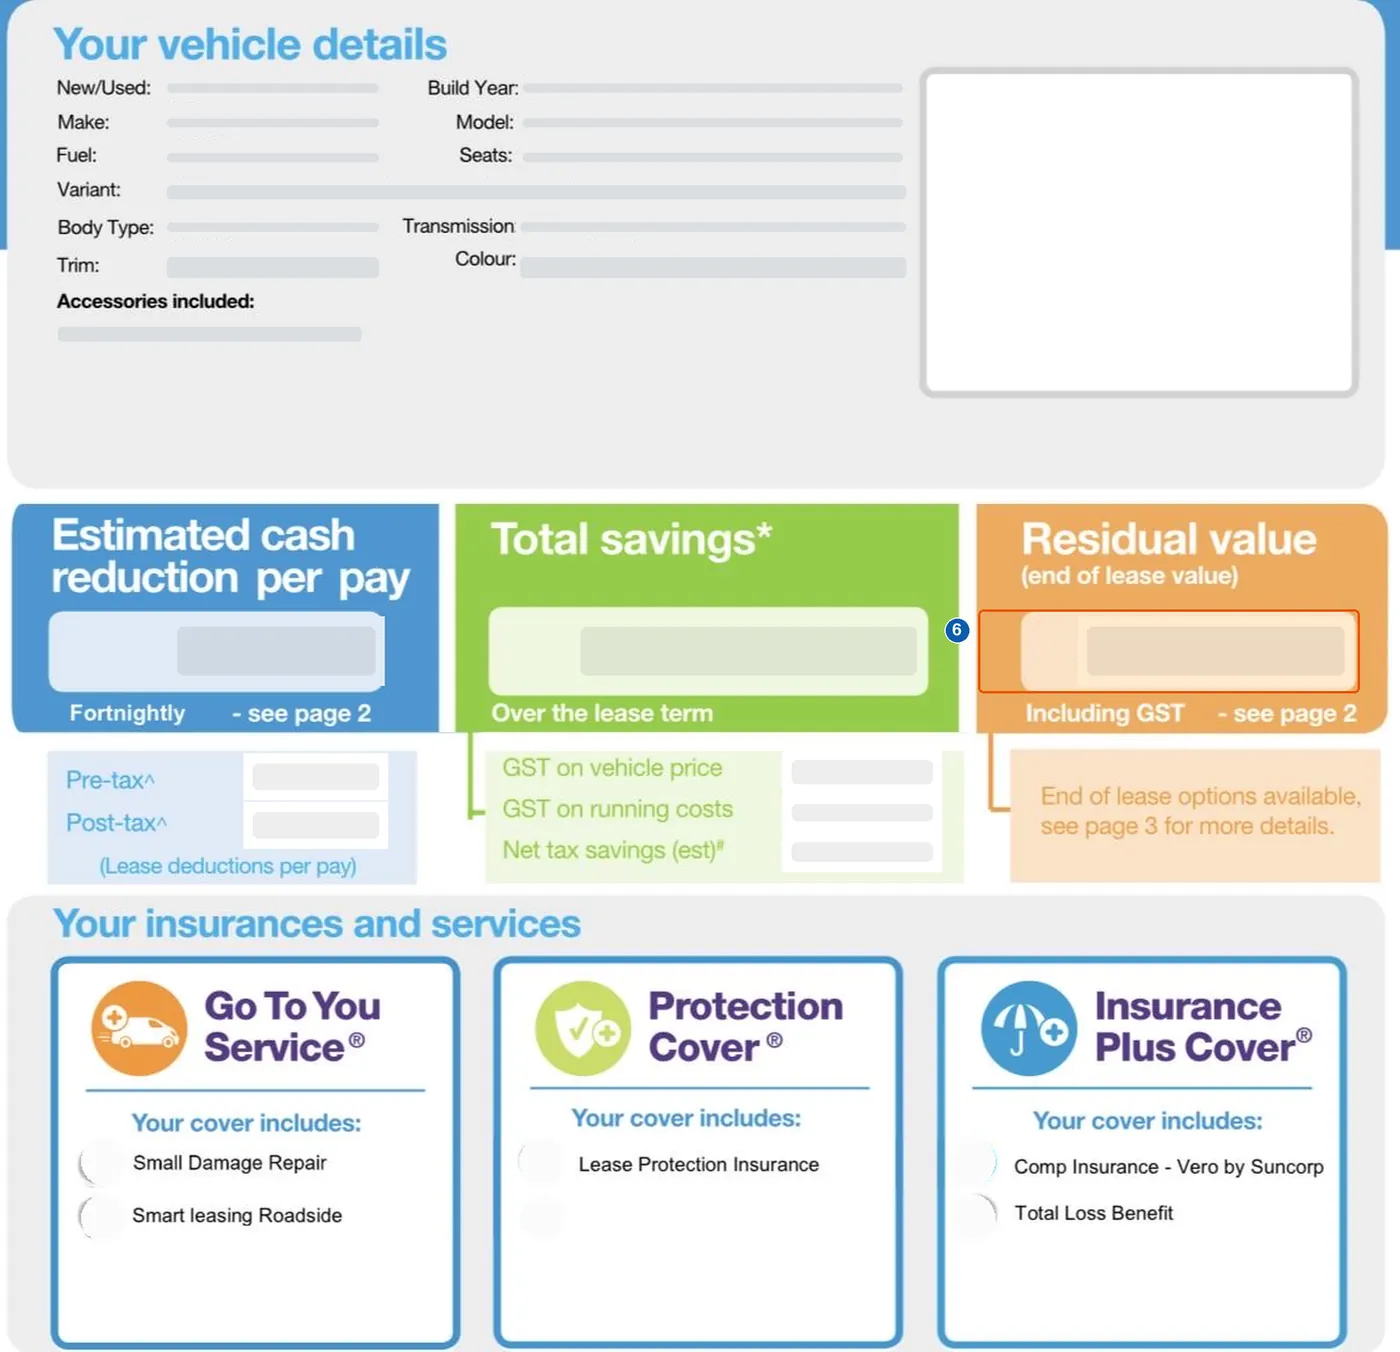 Your vehicle details
New/Used:
Build Year:
Make:
Model:
Fuel:
Seats:
Variant:
Body Type:
Transmission:
Trim:
Colour:
Accessories included:
Estimated cash
reduction per pay
Fortnightly - see page 2
Total savings*
Over the lease term
6
Residual value
(end of lease value)
Including GST - see page 2
Pre-tax^
Post-tax^
(Lease deductions per pay)
GST on vehicle price
GST on running costs
Net tax savings (est)#
End of lease options available,
see page 3 for more details.
Your insurances and services
Go To You
Service®
Your cover includes:
Small Damage Repair
Smart leasing Roadside
Protection
Cover®
Your cover includes:
Lease Protection Insurance
Insurance
Plus Cover®
Your cover includes:
Comp Insurance - Vero by Suncorp
Total Loss Benefit